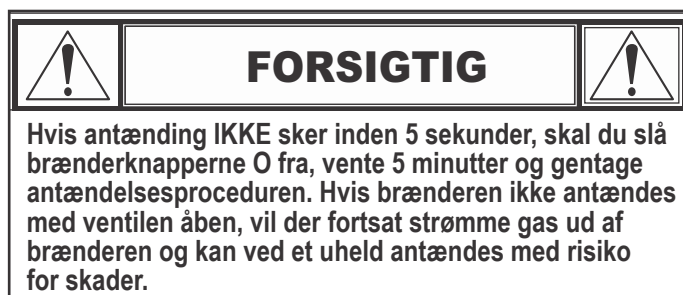 FORSIGTIG
Hvis antænding IKKE sker inden 5 sekunder, skal du slå
brænderknapperne O fra, vente 5 minutter og gentage
antændelsesproceduren. Hvis brænderen ikke antændes
med ventilen åben, vil der fortsat strømme gas ud af
brænderen og kan ved et uheld antændes med risiko
for skader.